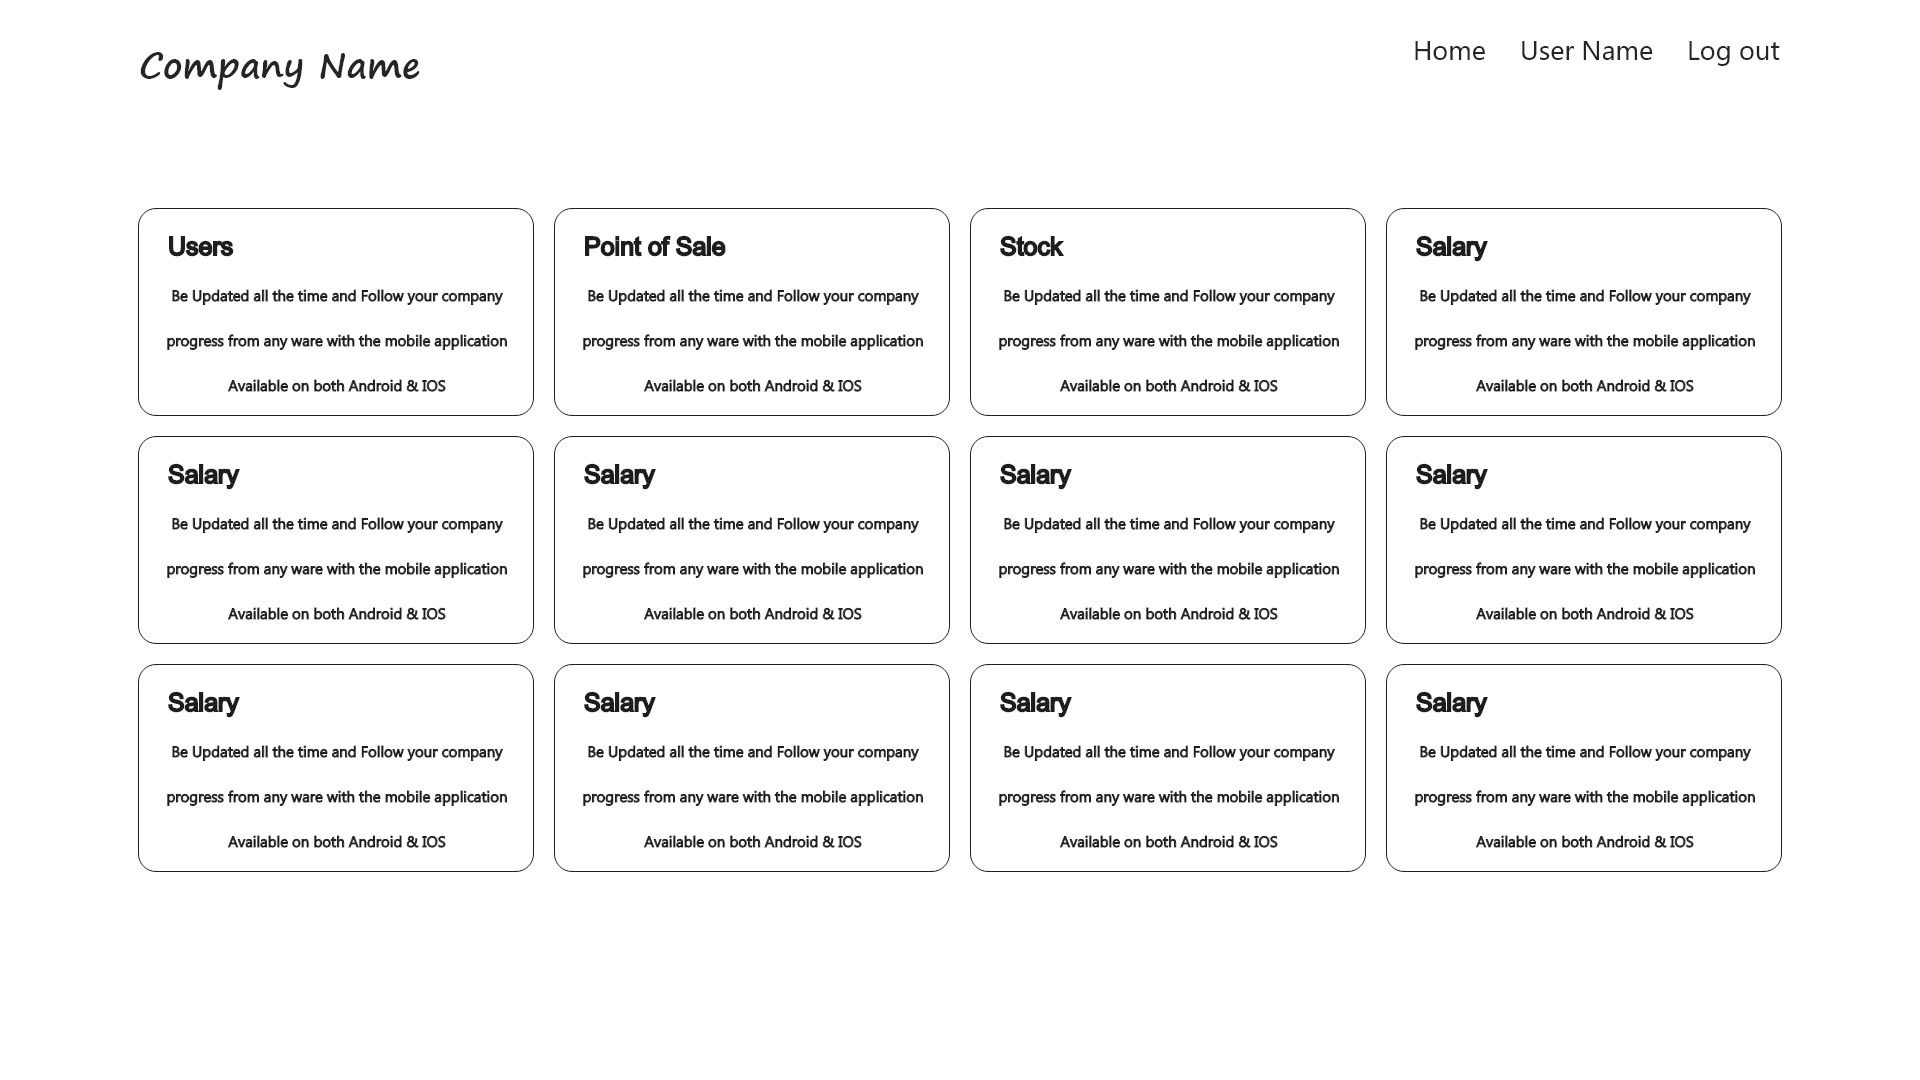 Company Name
Home User Name Log out
Users
Be Updated all the time and Follow your company
progress from any ware with the mobile application
Available on both Android & IOS
Point of Sale
Be Updated all the time and Follow your company
progress from any ware with the mobile application
Available on both Android & IOS
Stock
Be Updated all the time and Follow your company
progress from any ware with the mobile application
Available on both Android & IOS
Salary
Be Updated all the time and Follow your company
progress from any ware with the mobile application
Available on both Android & IOS
Salary
Be Updated all the time and Follow your company
progress from any ware with the mobile application
Available on both Android & IOS
Salary
Be Updated all the time and Follow your company
progress from any ware with the mobile application
Available on both Android & IOS
Salary
Be Updated all the time and Follow your company
progress from any ware with the mobile application
Available on both Android & IOS
Salary
Be Updated all the time and Follow your company
progress from any ware with the mobile application
Available on both Android & IOS
Salary
Be Updated all the time and Follow your company
progress from any ware with the mobile application
Available on both Android & IOS
Salary
Be Updated all the time and Follow your company
progress from any ware with the mobile application
Available on both Android & IOS
Salary
Be Updated all the time and Follow your company
progress from any ware with the mobile application
Available on both Android & IOS
Salary
Be Updated all the time and Follow your company
progress from any ware with the mobile application
Available on both Android & IOS